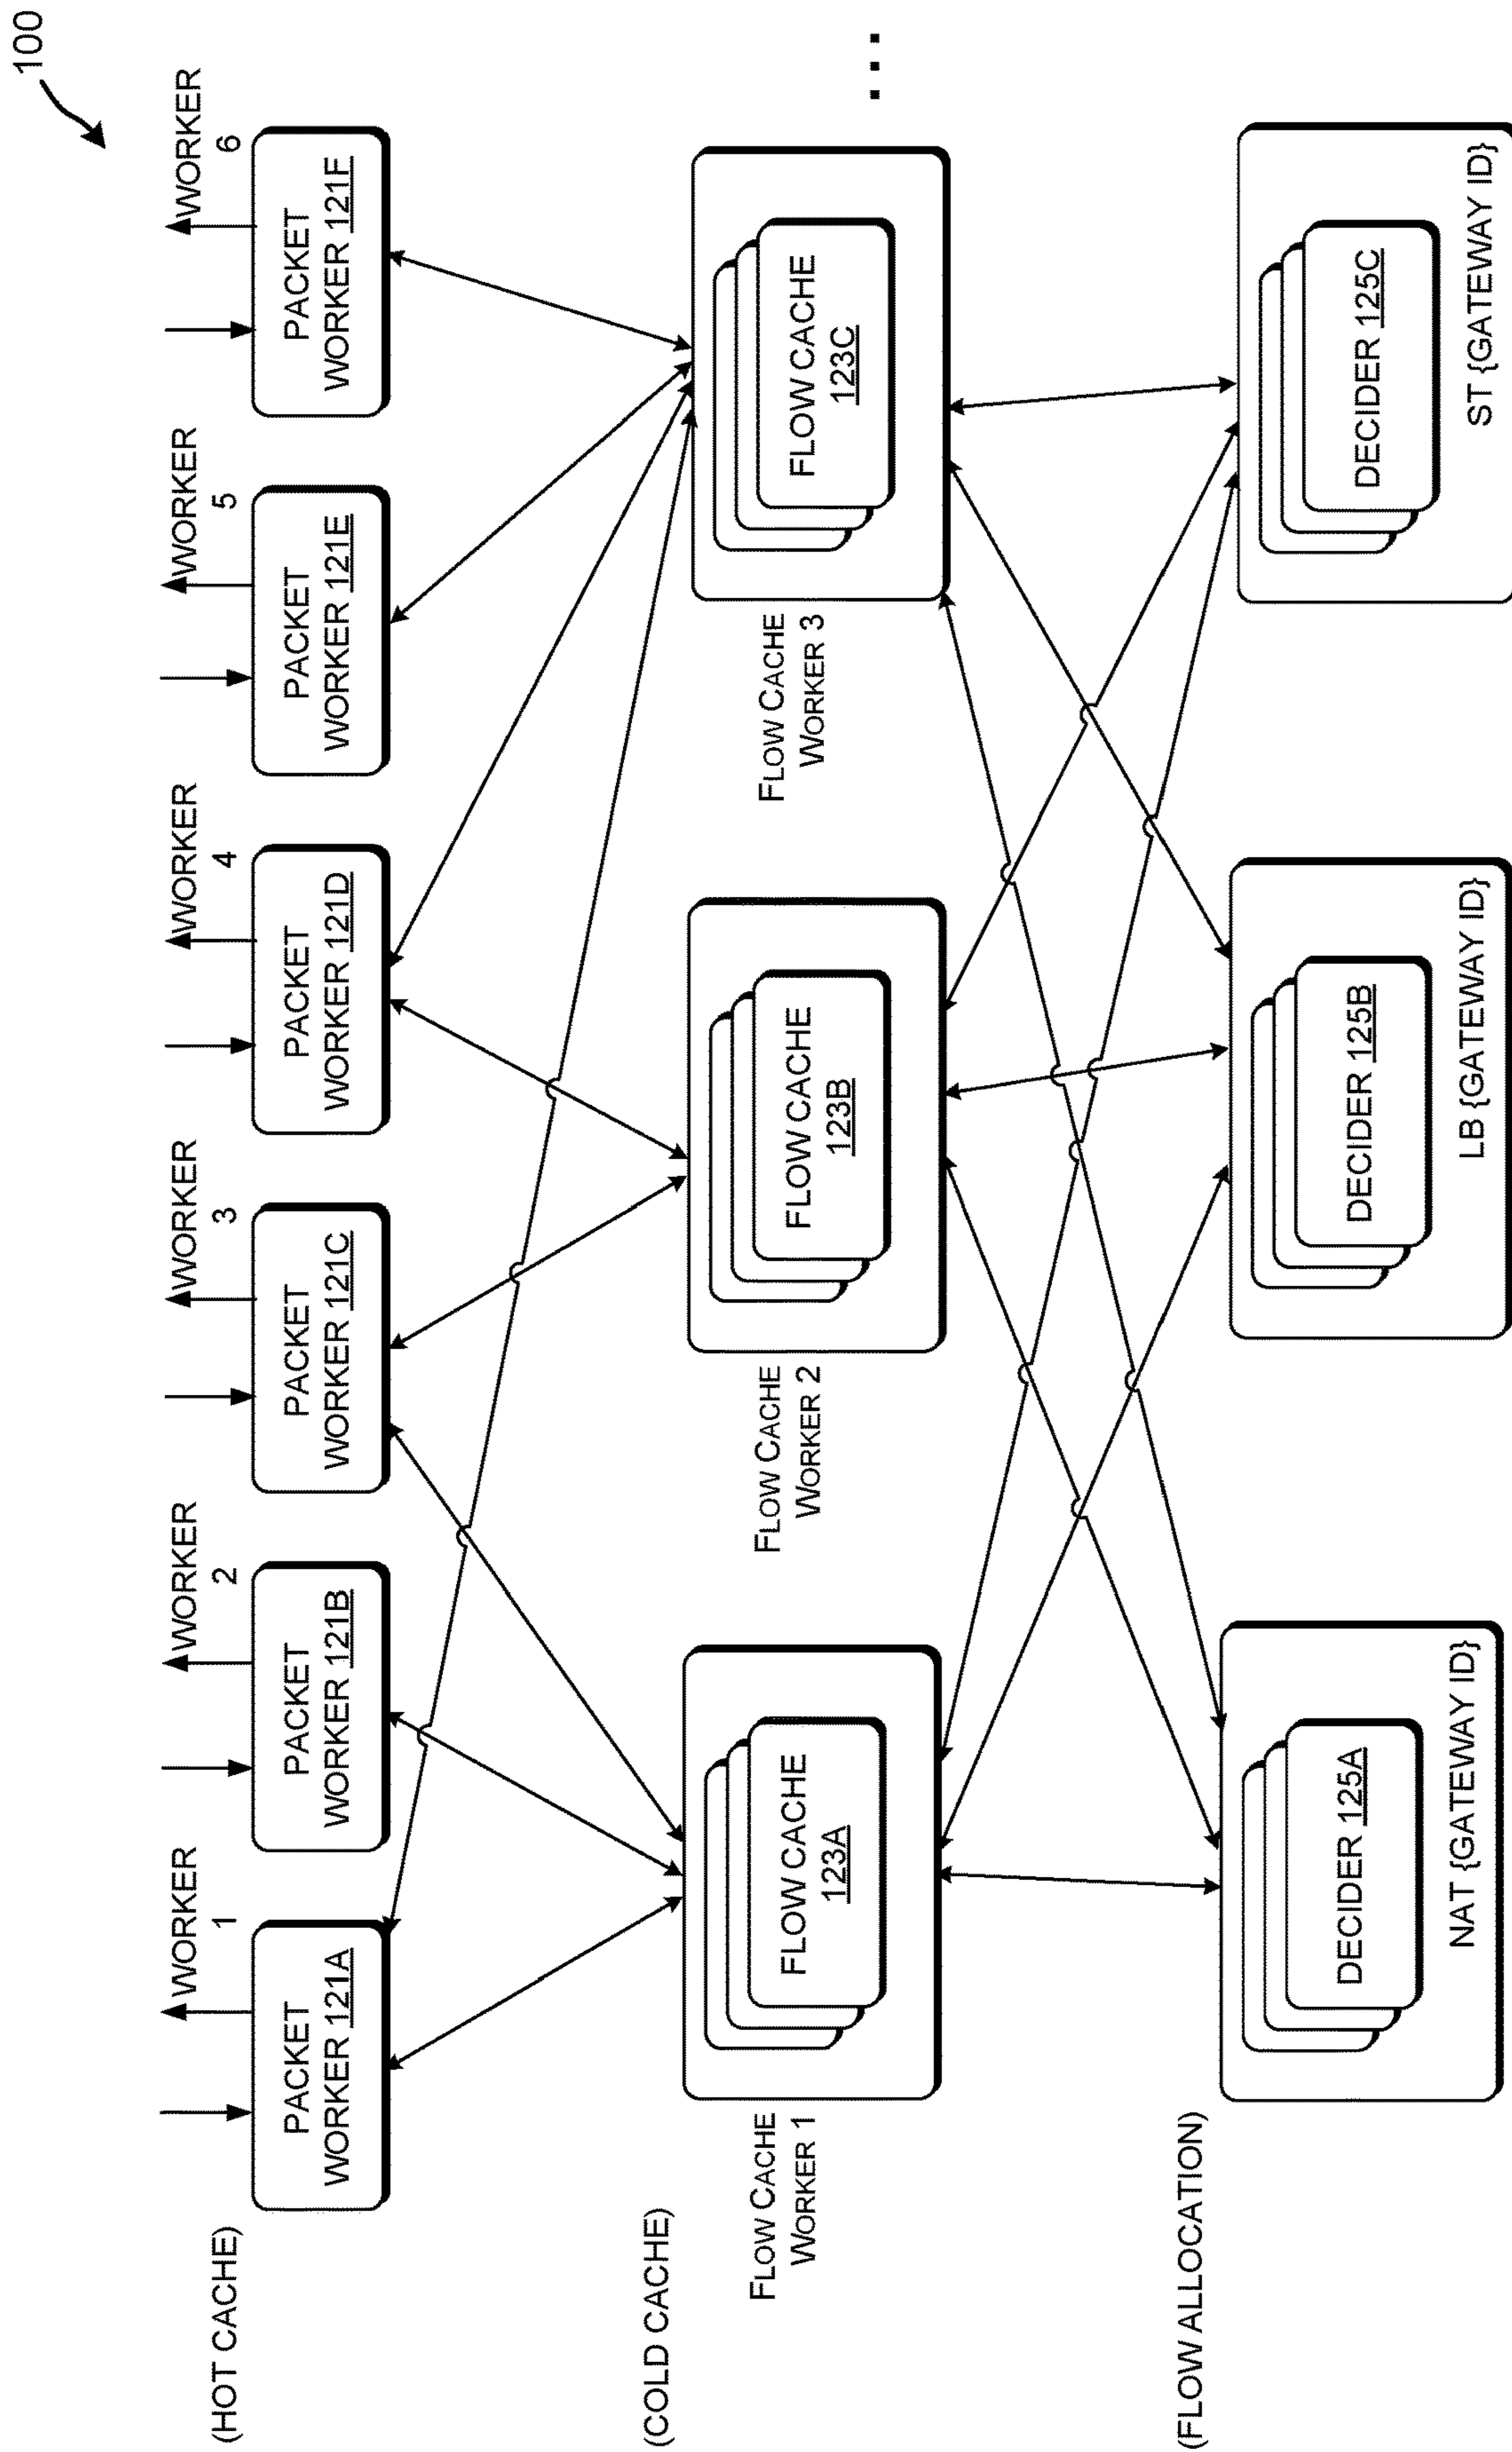 100
(HOT CACHE)
WORKER
1
WORKER
2
WORKER
3
WORKER
4
WORKER
5
WORKER
6
PACKET
WORKER 121A
PACKET
WORKER 121B
PACKET
WORKER 121C
PACKET
WORKER 121D
PACKET
WORKER 121E
PACKET
WORKER 121F
(COLD CACHE)
FLOW CACHE
WORKER 1
FLOW CACHE
123A
FLOW CACHE
WORKER 2
FLOW CACHE
123B
FLOW CACHE
WORKER 3
FLOW CACHE
123C
...
(FLOW ALLOCATION)
DECIDER 125A
NAT {GATEWAY ID}
DECIDER 125B
LB {GATEWAY ID}
DECIDER 125C
ST {GATEWAY ID}